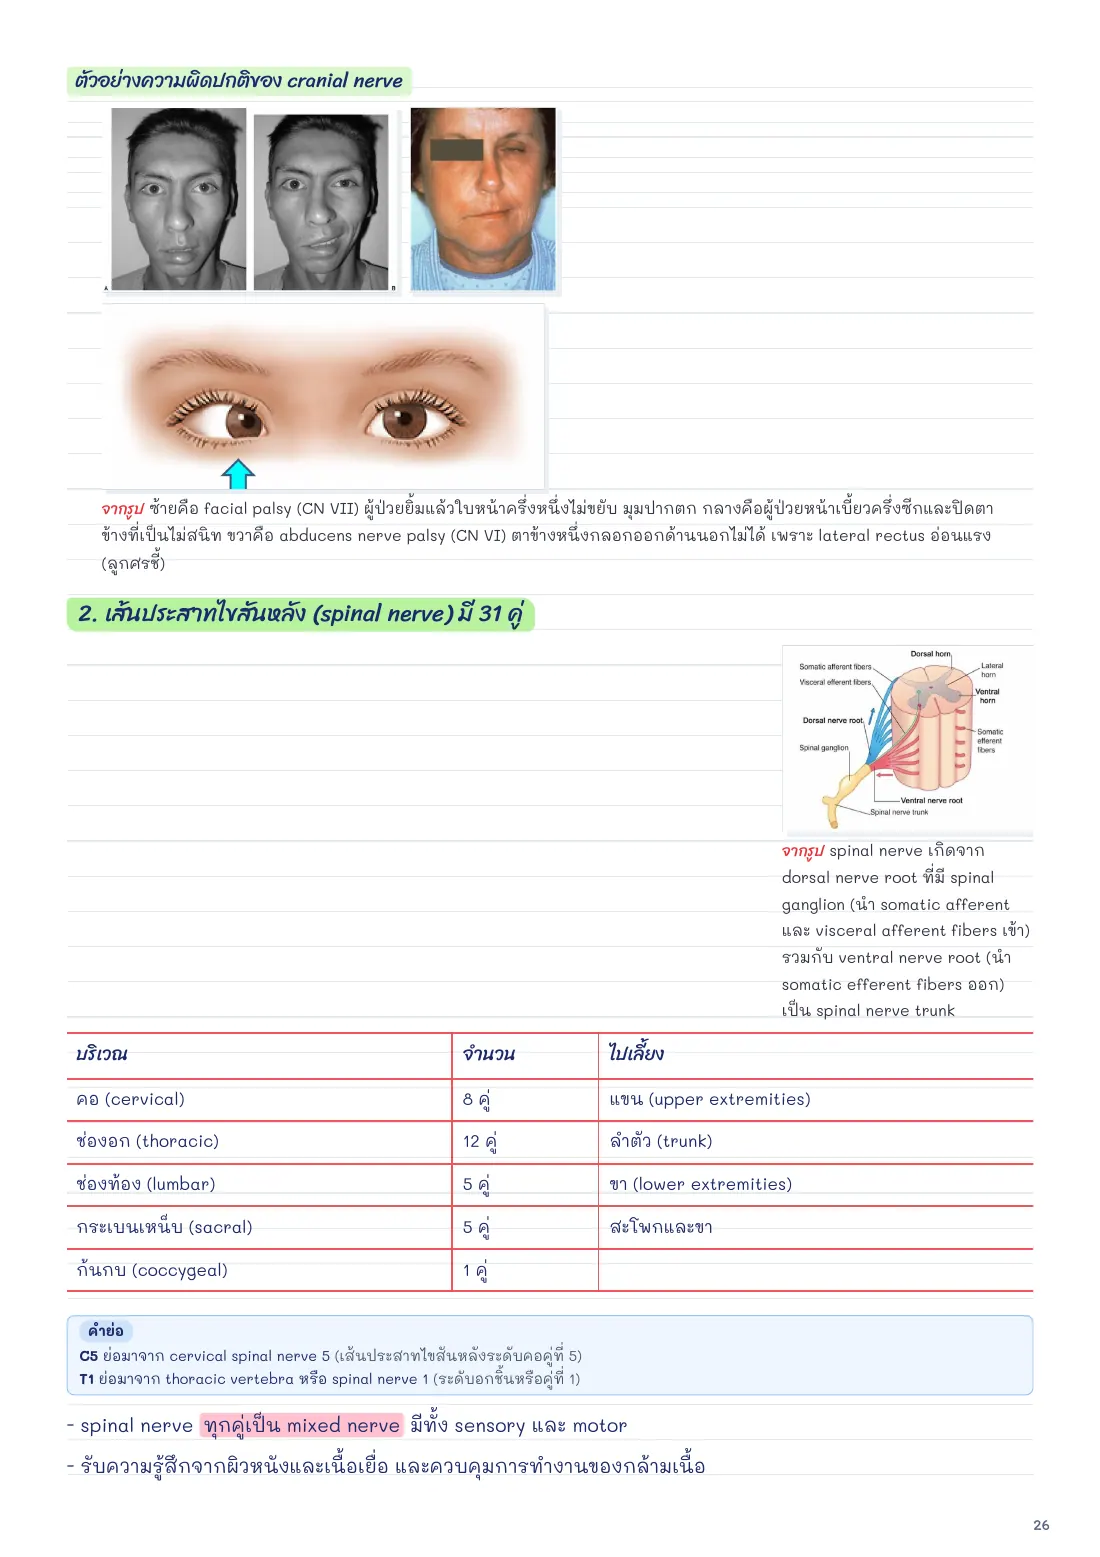 ตัวอย่างความผิดปกติของ cranial nerve
A
B
จากรูป ซ้ายคือ facial palsy (CN VII) ผู้ป่วยยิ้มแล้วใบหน้าครึ่งหนึ่งไม่ขยับ มุมปากตก กลางคือผู้ป่วยหน้าเบี้ยวครึ่งซีกและปิดตา
ข้างที่เป็นไม่สนิท ขวาคือ abducens nerve palsy (CN VI) ตาข้างหนึ่งกลอกออกด้านนอกไม่ได้ เพราะ lateral rectus อ่อนแรง
(ลูกศรชี้)
2. เส้นประสาทไขสันหลัง (spinal nerve) มี 31 คู่
Dorsal horn
Somatic afferent fibers
Lateral
horn
Visceral efferent fibers
Ventral
horn
Dorsal nerve root
Somatic
efferent
fibers
Spinal ganglion
Ventral nerve root
Spinal nerve trunk
จากรูป spinal nerve เกิดจาก
dorsal nerve root ที่มี spinal
ganglion (นำ somatic afferent
และ visceral afferent fibers เข้า)
รวมกับ ventral nerve root (นำ
somatic efferent fibers ออก)
เป็น spinal nerve trunk
บริเวณ จำนวน ไปเลี้ยง
คอ (cervical) 8 คู่ แขน (upper extremities)
ช่องอก (thoracic) 12 คู่ ลำตัว (trunk)
ช่องท้อง (lumbar) 5 คู่ ขา (lower extremities)
กระเบนเหน็บ (sacral) 5 คู่ สะโพกและขา
ก้นกบ (coccygeal) 1 คู่
คำย่อ
C5 ย่อมาจาก cervical spinal nerve 5 (เส้นประสาทไขสันหลังระดับคอคู่ที่ 5)
T1 ย่อมาจาก thoracic vertebra หรือ spinal nerve 1 (ระดับอกชิ้นหรือคู่ที่ 1)
- spinal nerve ทุกคู่เป็น mixed nerve มีทั้ง sensory และ motor
- รับความรู้สึกจากผิวหนังและเนื้อเยื่อ และควบคุมการทำงานของกล้ามเนื้อ
26